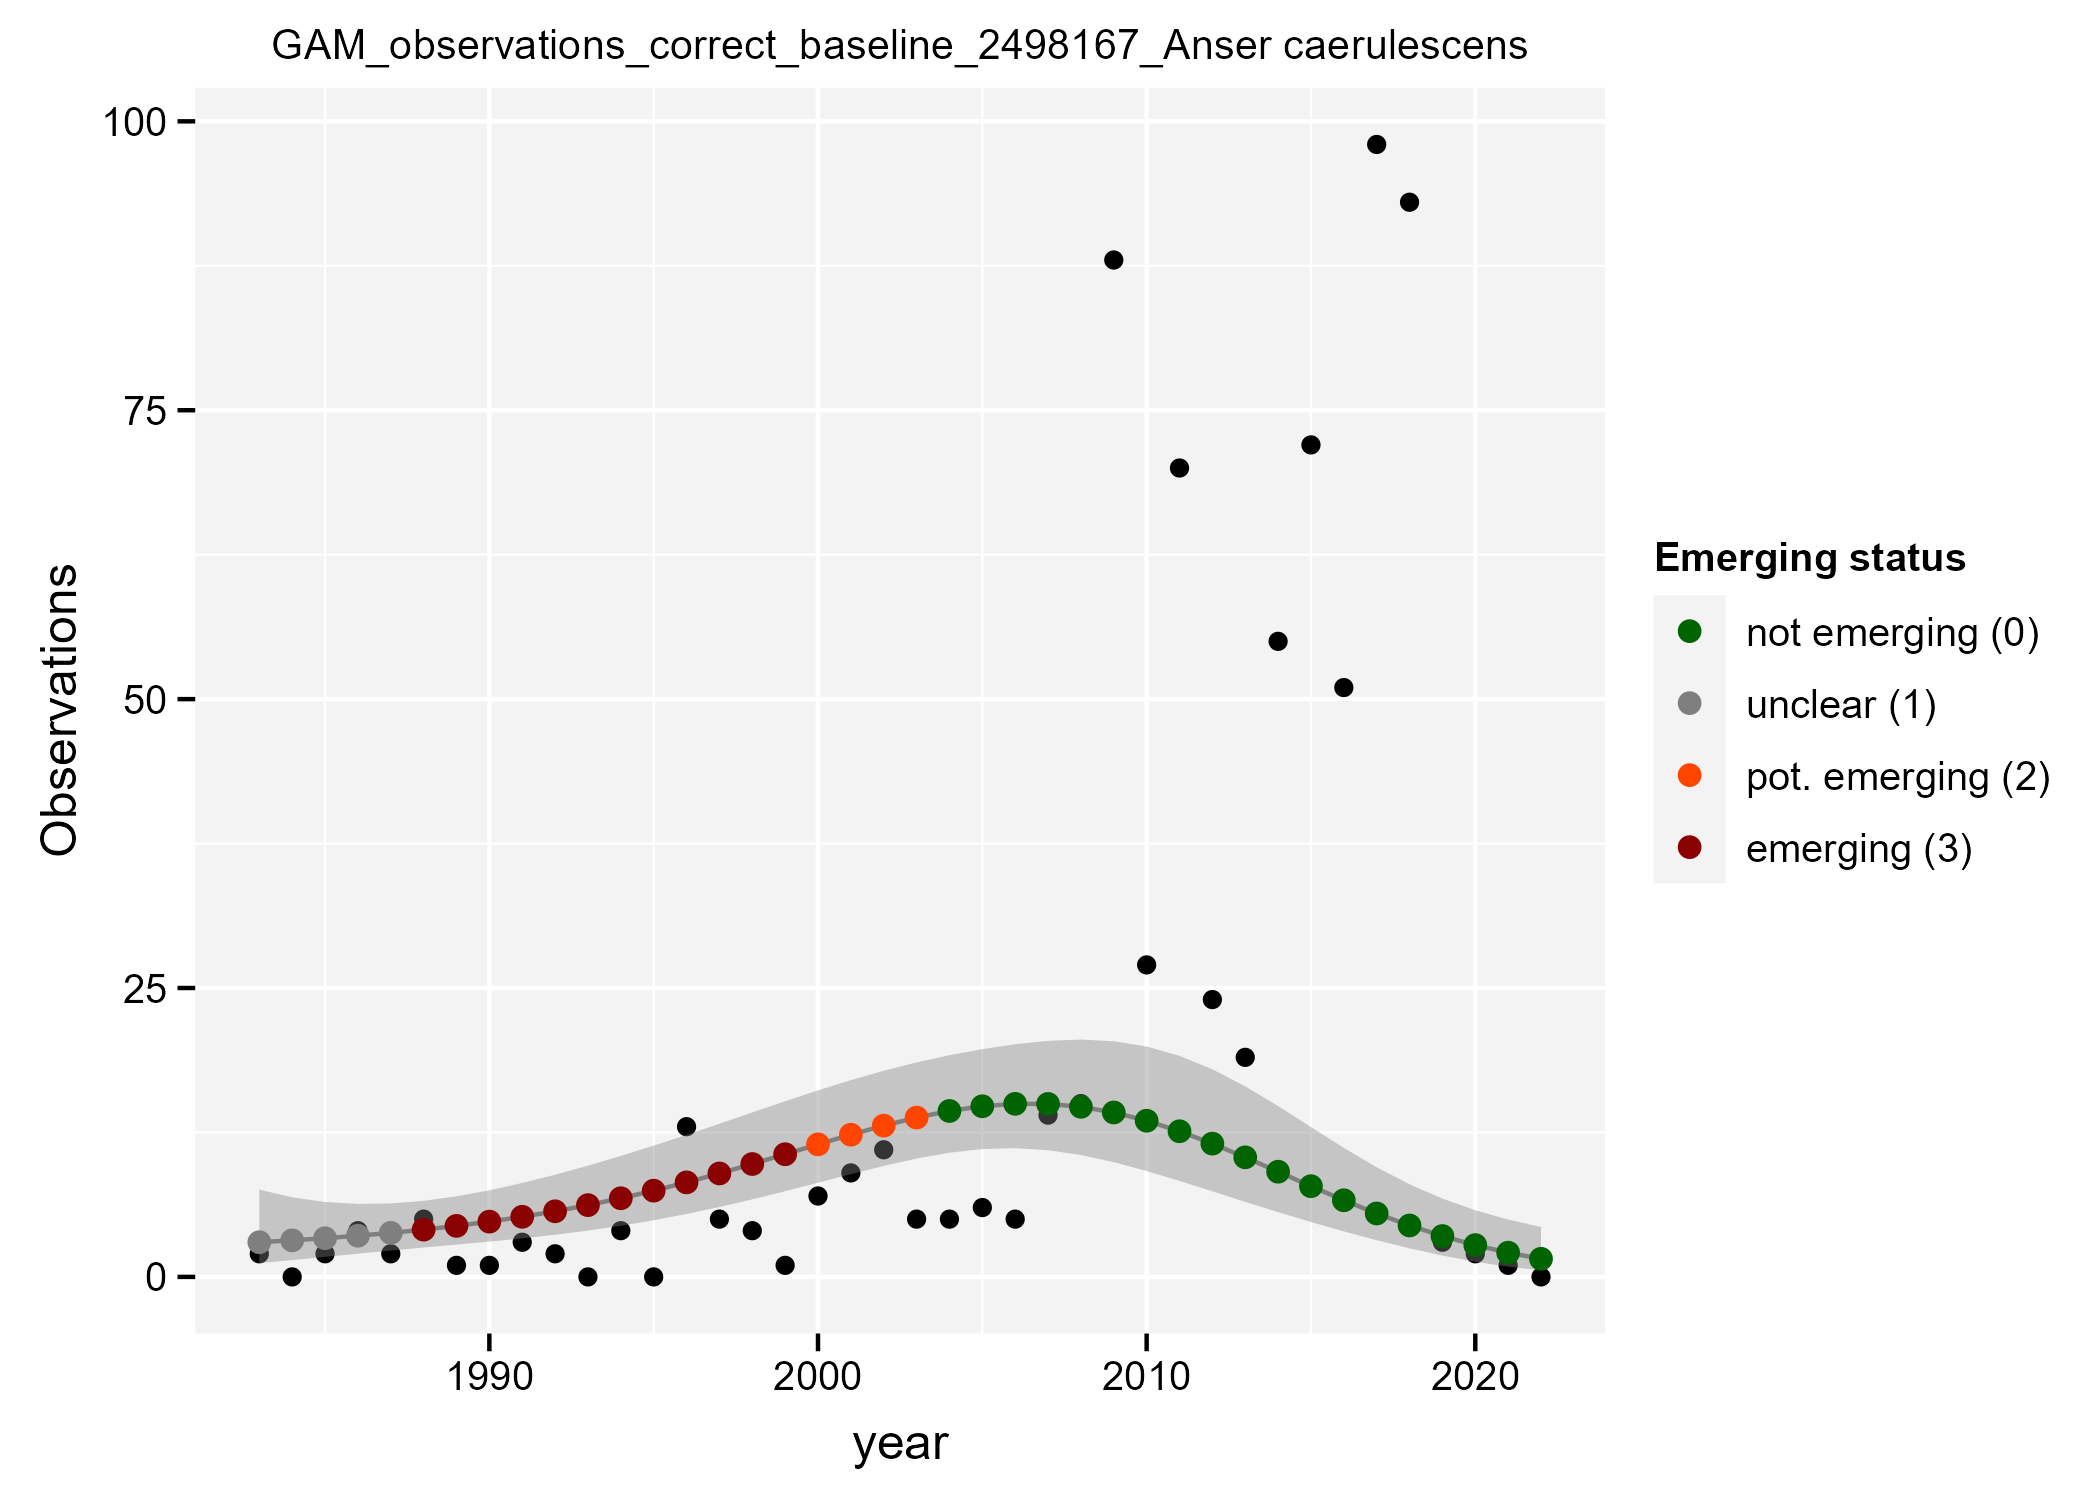 GAM_observations_correct_baseline_2498167_Anser caerulescens
100
75
50
25
0
Observations
1990
2000
2010
2020
year
Emerging status
not emerging (0)
unclear (1)
pot. emerging (2)
emerging (3)